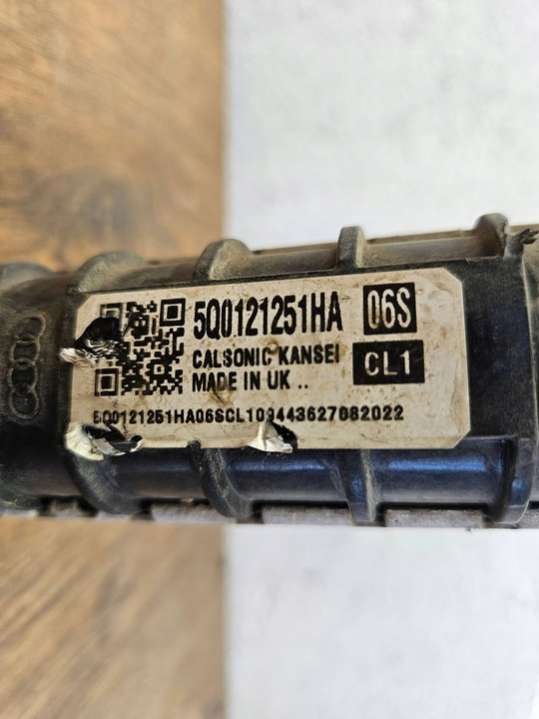 5Q0121251HA 06S
CALSONIC KANSEI CL1
MADE IN UK ..
5Q0121251HA06SCL109443627082022